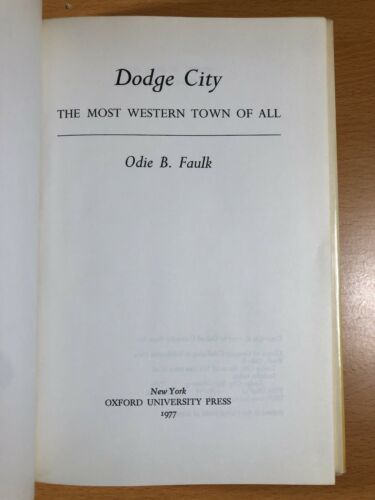 Dodge City
THE MOST WESTERN TOWN OF ALL
Odie B. Faulk
New York
OXFORD UNIVERSITY PRESS
1977